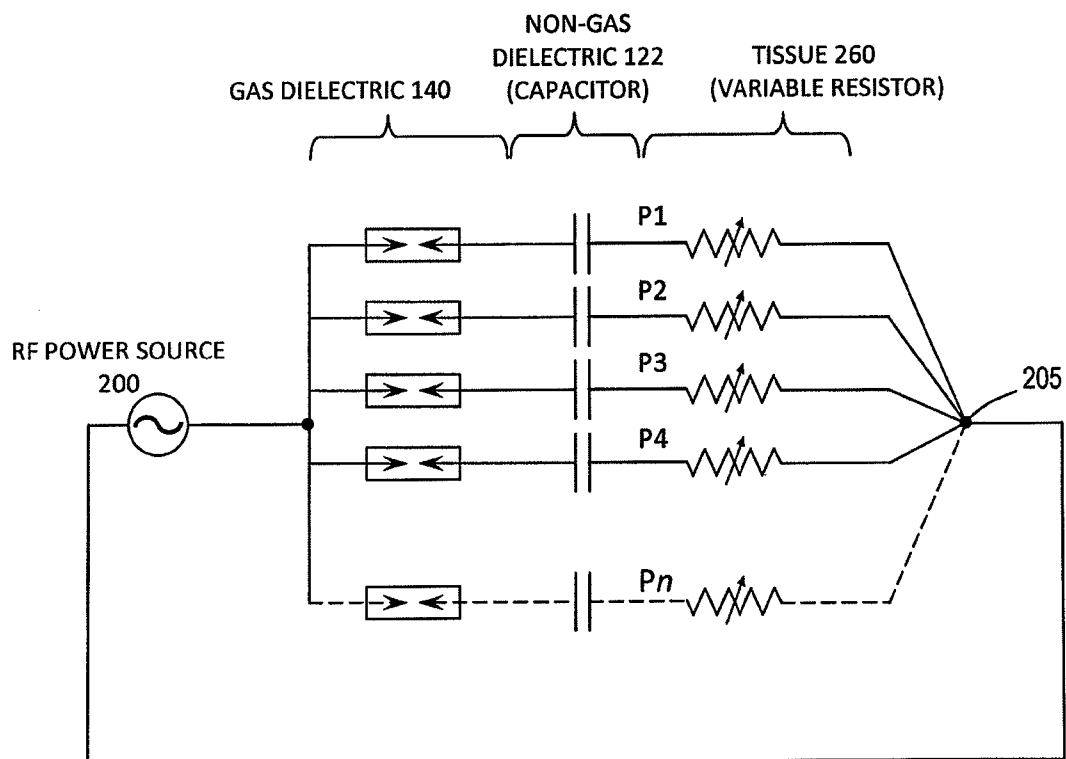 NON-GAS
DIELECTRIC 122
(CAPACITOR)
TISSUE 260
(VARIABLE RESISTOR)
GAS DIELECTRIC 140
P1
P2
P3
P4
Pn
RF POWER SOURCE
200
205